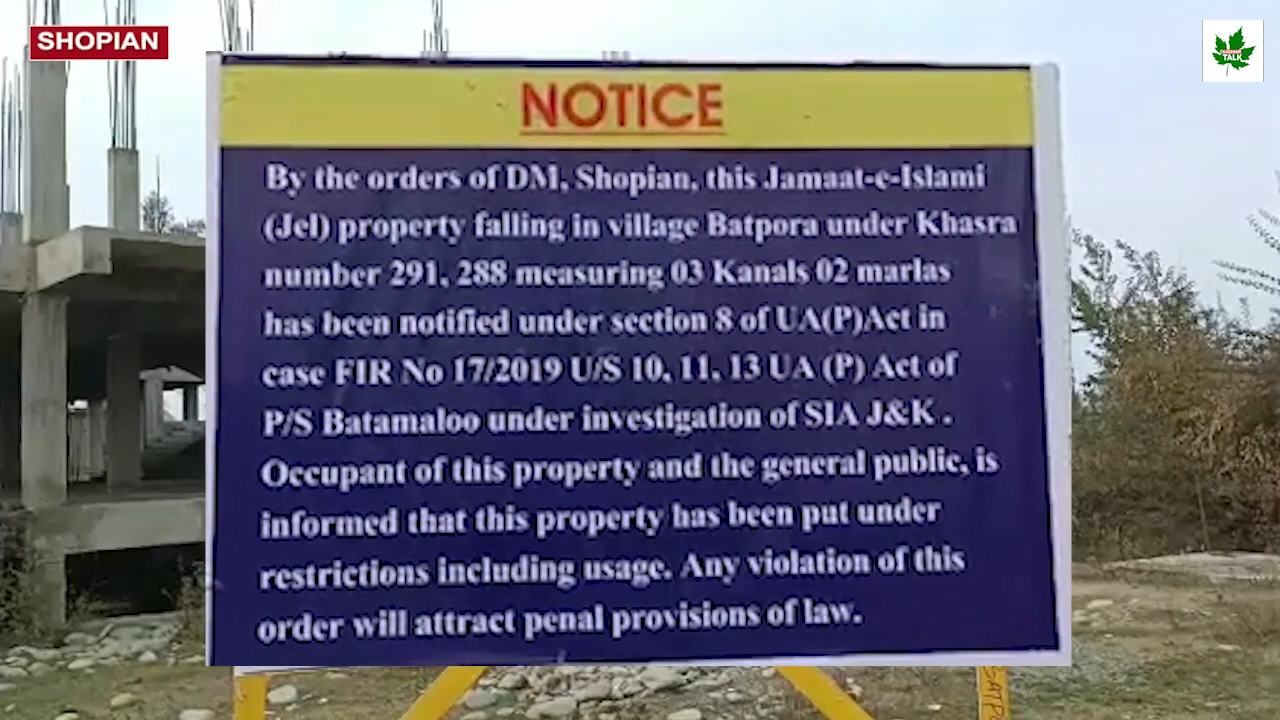 SHOPIAN
TALK
NOTICE
By the orders of DM, Shopian, this Jamaat-e-Islami
(JeI) property falling in village Batpora under Khasra
number 291, 288 measuring 03 Kanals 02 marlas
has been notified under section 8 of UA(P)Act in
case FIR No 17/2019 U/S 10, 11, 13 UA (P) Act of
P/S Batamaloo under investigation of SIA J&K .
Occupant of this property and the general public, is
informed that this property has been put under
restrictions including usage. Any violation of this
order will attract penal provisions of law.